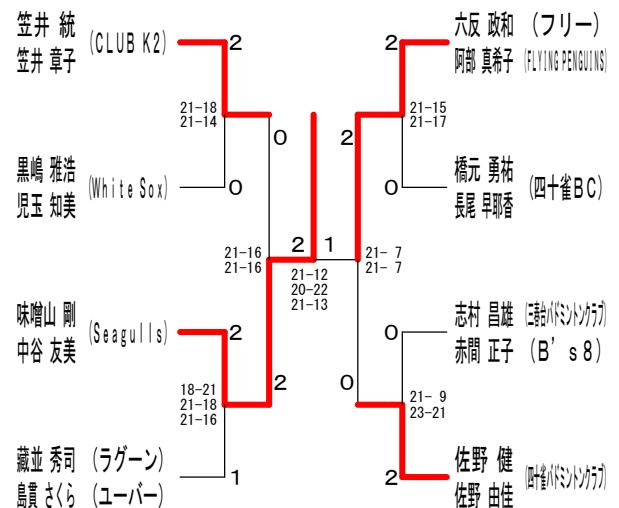 笠井 統
笠井 章子
(CLUB K2)
2
21-18
21-14
0
黒嶋 雅浩
児玉 知美
(White Sox)
0
21-16
21-16
味噌山 剛
中谷 友美
(Seagulls)
2
18-21
21-18
21-16
2
藏並 秀司 (ラグーン)
島貫 さくら (ユーバー)
1
2
1
21-12
20-22
21-13
六反 政和 (フリー)
阿部 真希子 (FLYING PENGUINS)
2
21-15
21-17
2
橋元 勇祐
長尾 早耶香
(四十雀BC)
0
21- 7
21- 7
志村 昌雄 (三春台バドミントンクラブ)
赤間 正子 (B's8)
0
21- 9
23-21
0
佐野 健
佐野 由佳
(四十雀バドミントンクラブ)
2